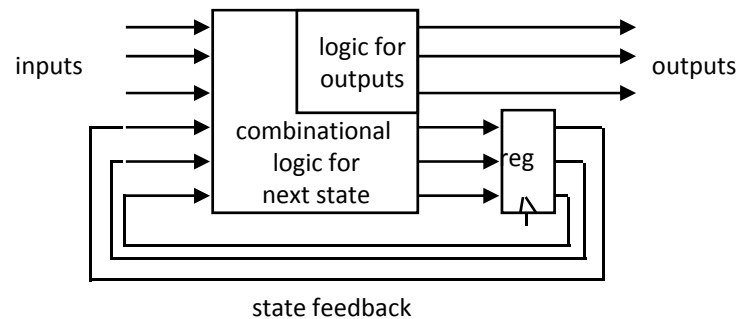 logic for
outputs
inputs
outputs
combinational
logic for
next state
reg
state feedback